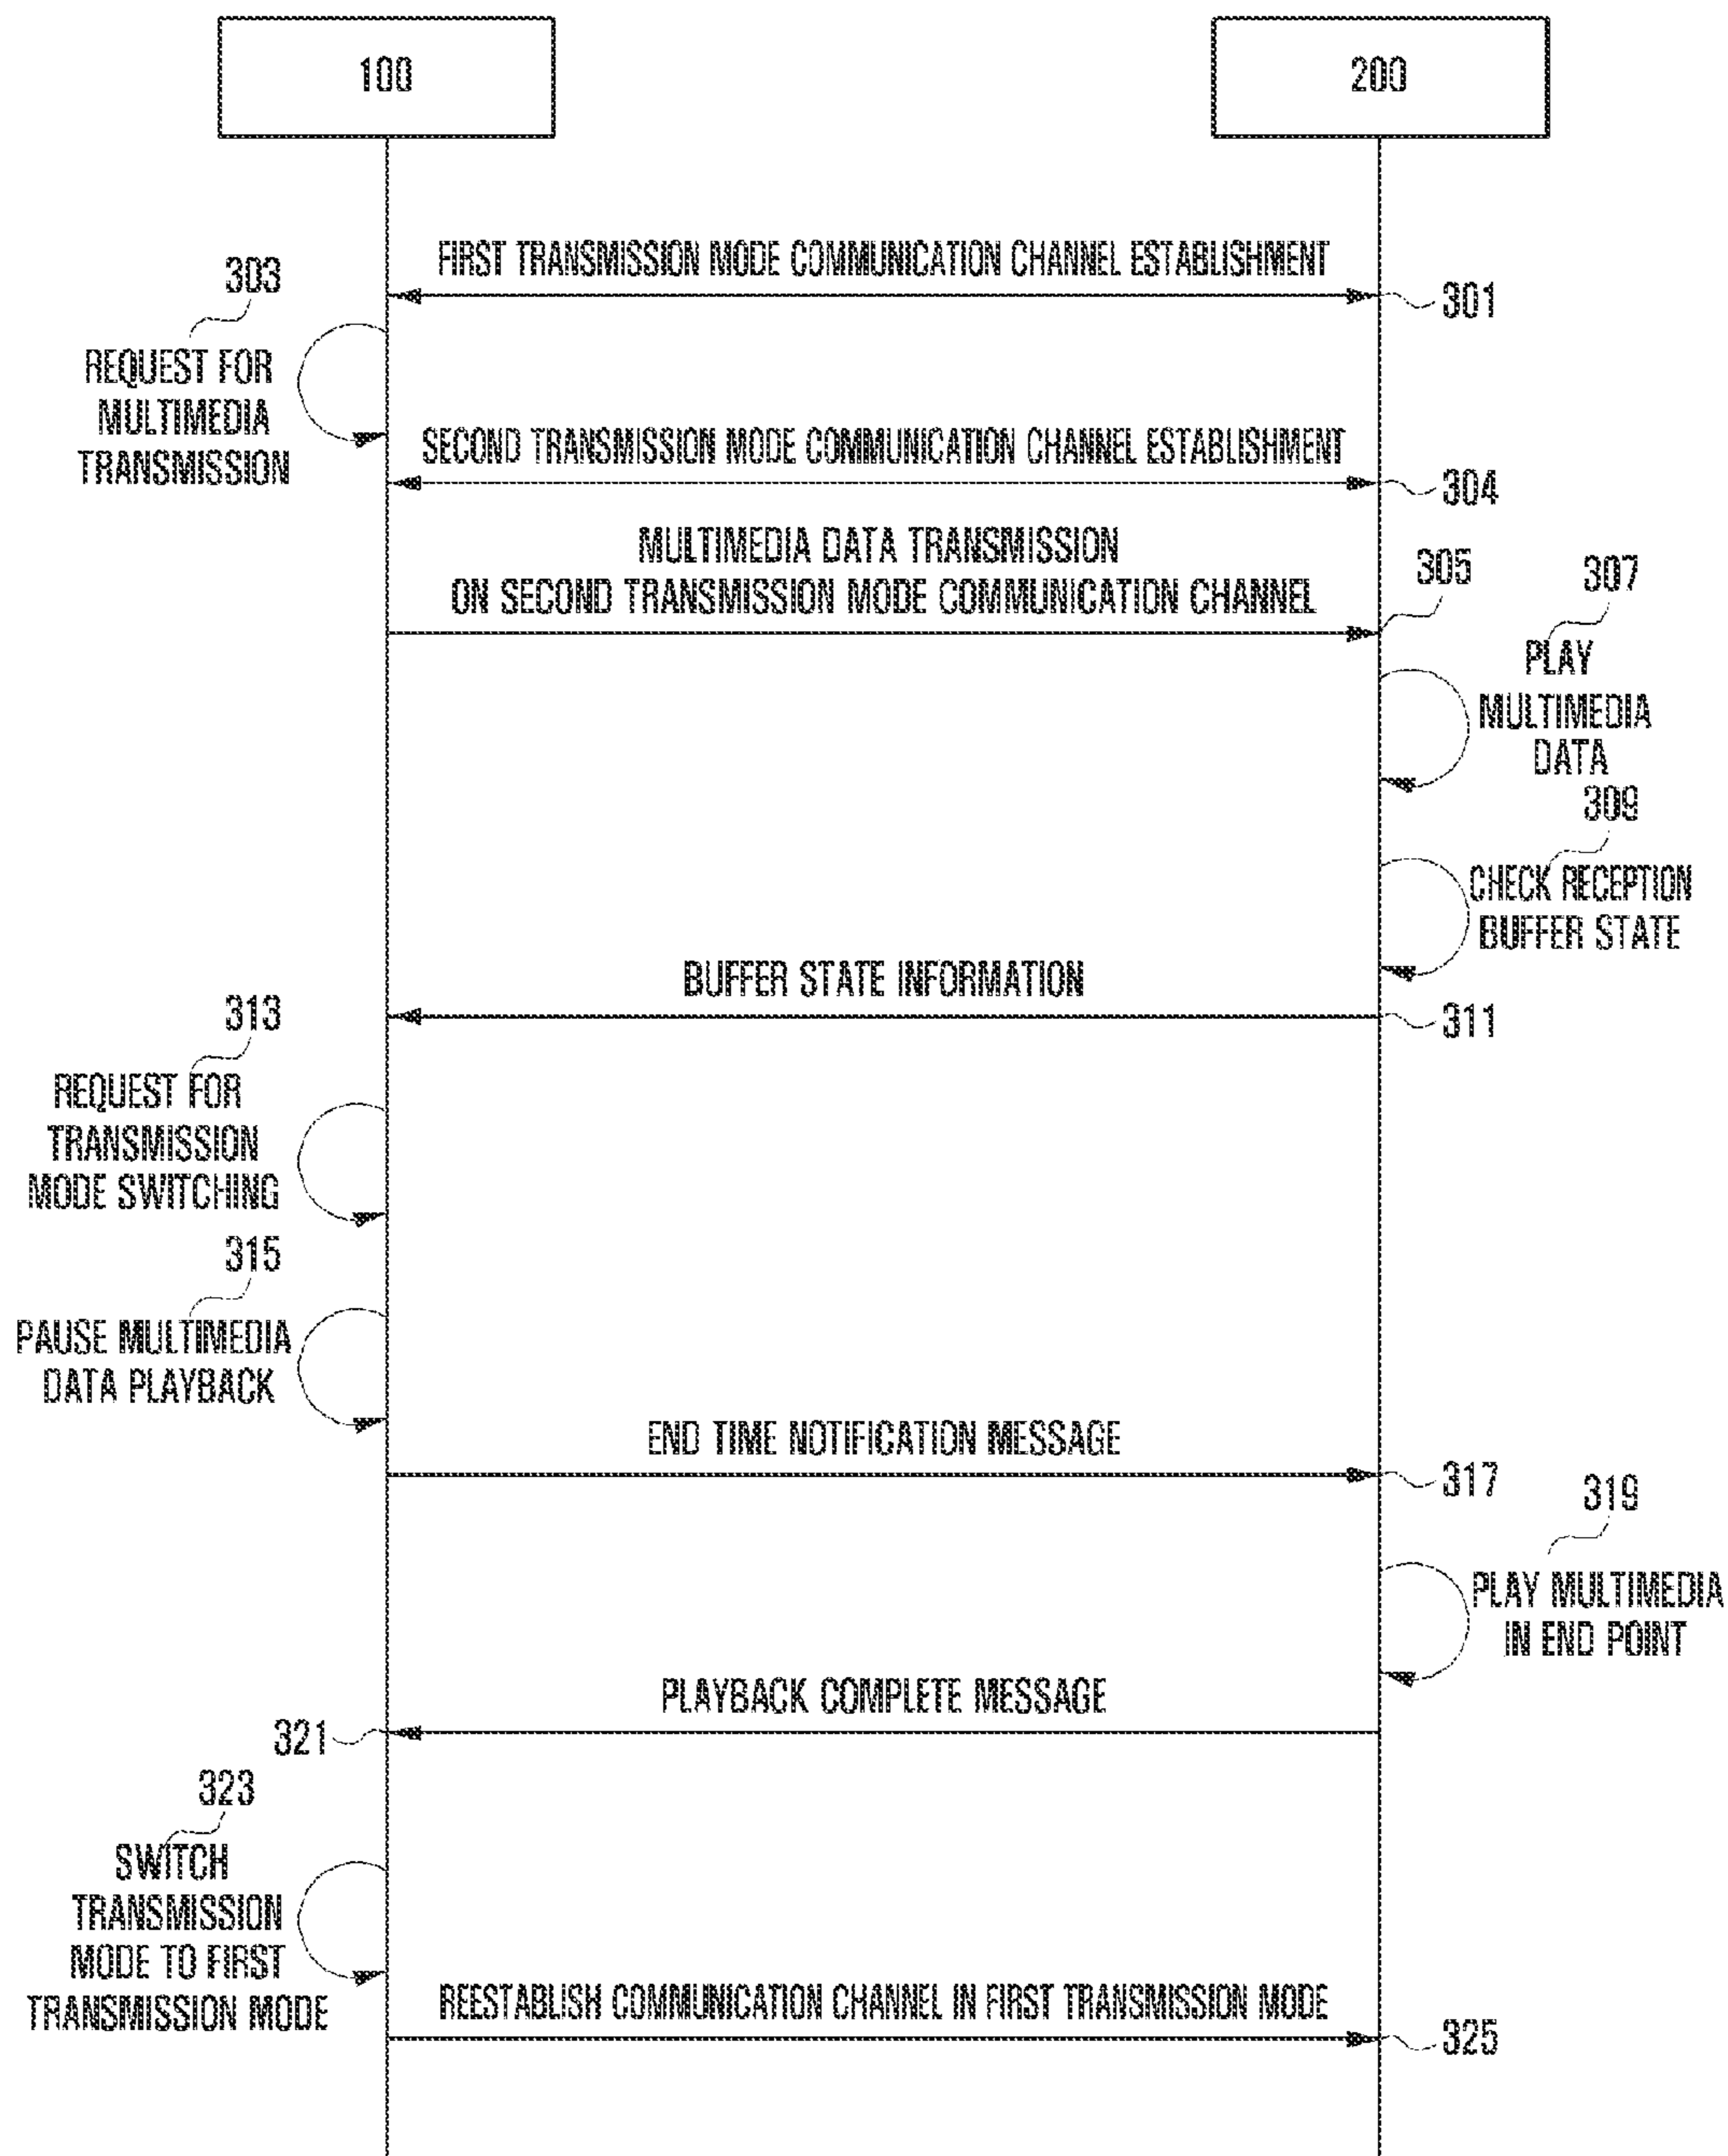 100
200
FIRST TRANSMISSION MODE COMMUNICATION CHANNEL ESTABLISHMENT
301
303
REQUEST FOR
MULTIMEDIA
TRANSMISSION
SECOND TRANSMISSION MODE COMMUNICATION CHANNEL ESTABLISHMENT
304
MULTIMEDIA DATA TRANSMISSION
ON SECOND TRANSMISSION MODE COMMUNICATION CHANNEL
305
307
PLAY
MULTIMEDIA
DATA
309
CHECK RECEPTION
BUFFER STATE
BUFFER STATE INFORMATION
311
313
REQUEST FOR
TRANSMISSION
MODE SWITCHING
315
PAUSE MULTIMEDIA
DATA PLAYBACK
END TIME NOTIFICATION MESSAGE
317
319
PLAY MULTIMEDIA
IN END POINT
PLAYBACK COMPLETE MESSAGE
321
323
SWITCH
TRANSMISSION
MODE TO FIRST
TRANSMISSION MODE
REESTABLISH COMMUNICATION CHANNEL IN FIRST TRANSMISSION MODE
325